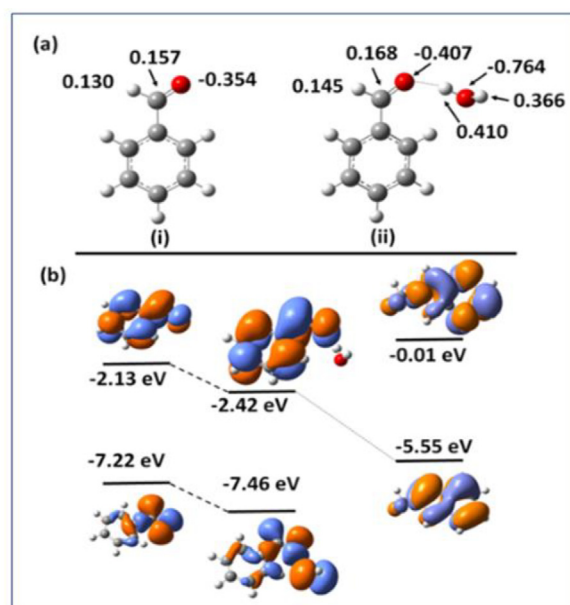 (a)
0.157
0.130
-0.354
0.168
-0.407
0.145
-0.764
0.366
0.410
(i)
(ii)
(b)
-2.13 eV
-2.42 eV
-0.01 eV
-7.22 eV
-7.46 eV
-5.55 eV